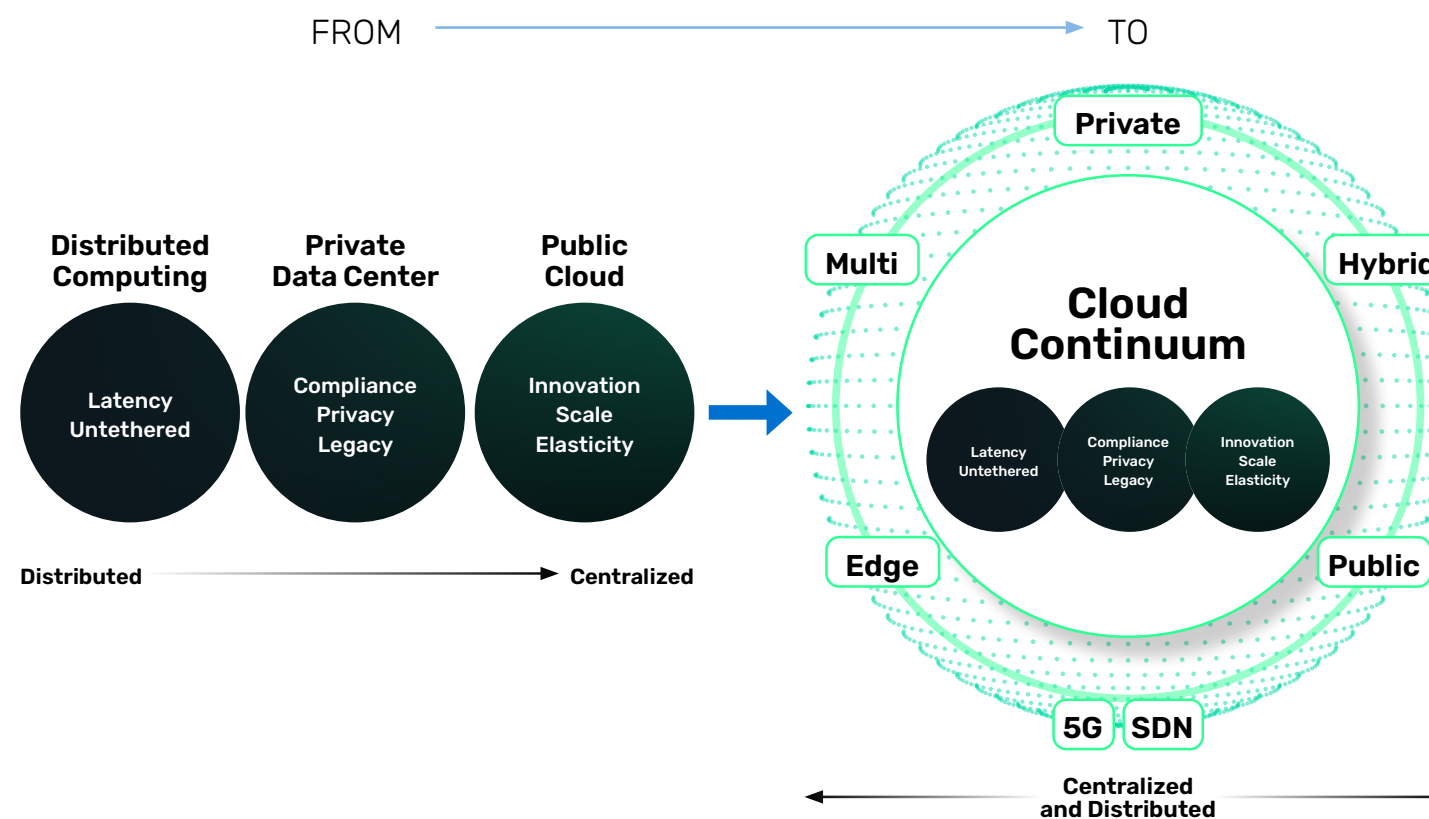 FROM
TO
Distributed
Computing
Private
Data Center
Public
Cloud
Latency
Untethered
Compliance
Privacy
Legacy
Innovation
Scale
Elasticity
Distributed
Centralized
Private
Multi
Hybrid
Cloud
Continuum
Latency
Untethered
Compliance
Privacy
Legacy
Innovation
Scale
Elasticity
Edge
Public
5G
SDN
Centralized
and Distributed